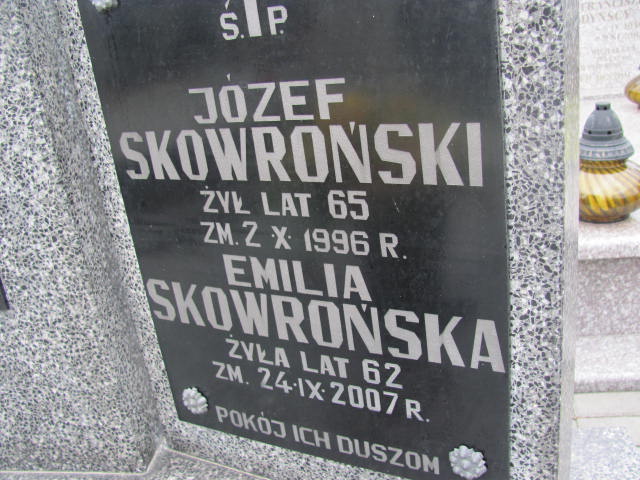 Ś.†P.
JÓZEF
SKOWROŃSKI
ŻYŁ LAT 65
ZM. 2 X 1996 R.
EMILIA
SKOWROŃSKA
ŻYŁA LAT 62
ZM. 24·IX·2007 R.
POKÓJ ICH DUSZOM